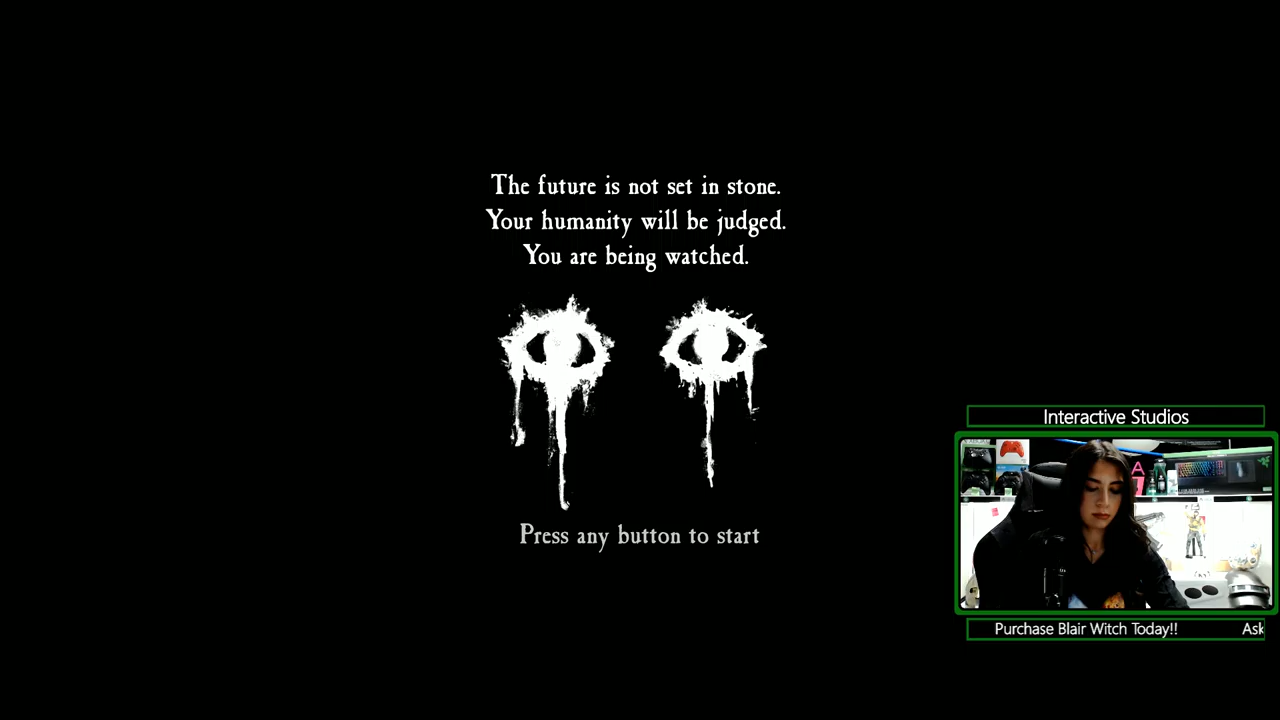 The future is not set in stone.
Your humanity will be judged.
You are being watched.
Press any button to start
Interactive Studios
Purchase Blair Witch Today!!
Ask